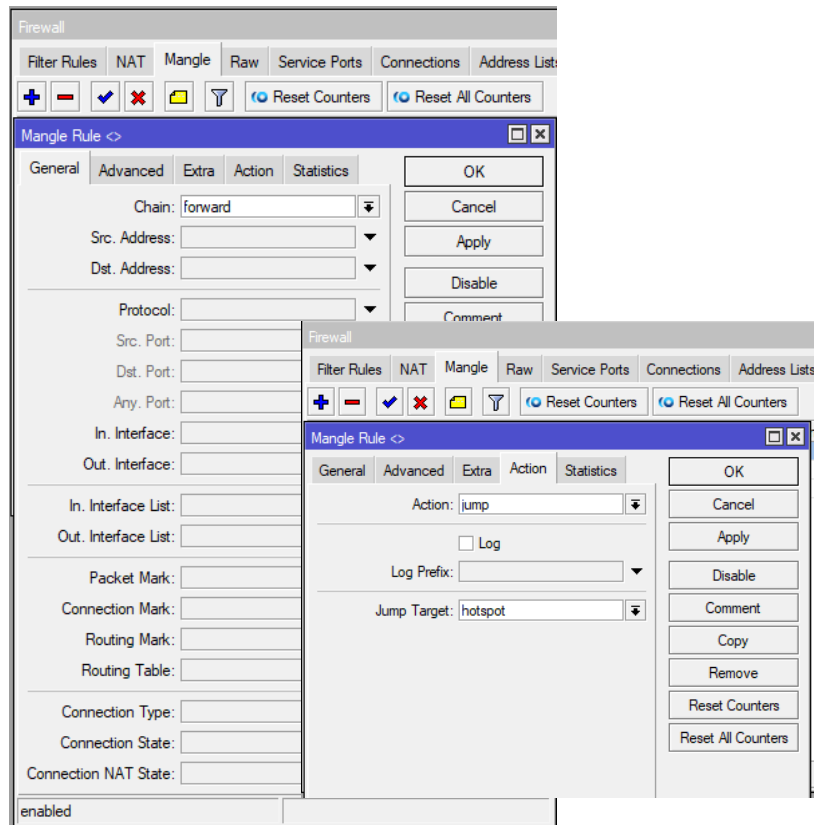 Firewall
Filter Rules NAT Mangle Raw Service Ports Connections Address Lists
Reset Counters Reset All Counters
Mangle Rule <>
General Advanced Extra Action Statistics
OK
Chain: forward
Cancel
Src. Address:
Apply
Dst. Address:
Disable
Protocol:
Comment
Src. Port:
Dst. Port:
Any. Port:
In. Interface:
Out. Interface:
In. Interface List:
Out. Interface List:
Packet Mark:
Connection Mark:
Routing Mark:
Routing Table:
Connection Type:
Connection State:
Connection NAT State:
enabled
Firewall
Filter Rules NAT Mangle Raw Service Ports Connections Address Lists
Reset Counters Reset All Counters
Mangle Rule <>
General Advanced Extra Action Statistics
OK
Action: jump
Cancel
Log
Apply
Log Prefix:
Disable
Jump Target: hotspot
Comment
Copy
Remove
Reset Counters
Reset All Counters